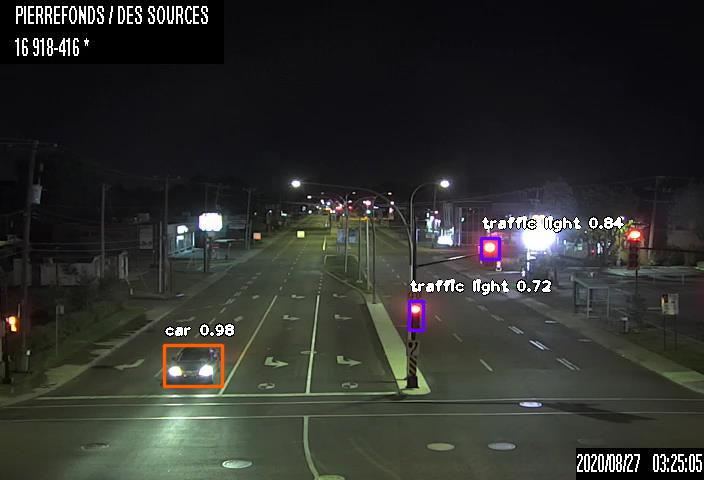 PIERREFONDS / DES SOURCES
16 918-416 *
traffic light 0.84
traffic light 0.72
car 0.98
2020/08/27 03:25:05